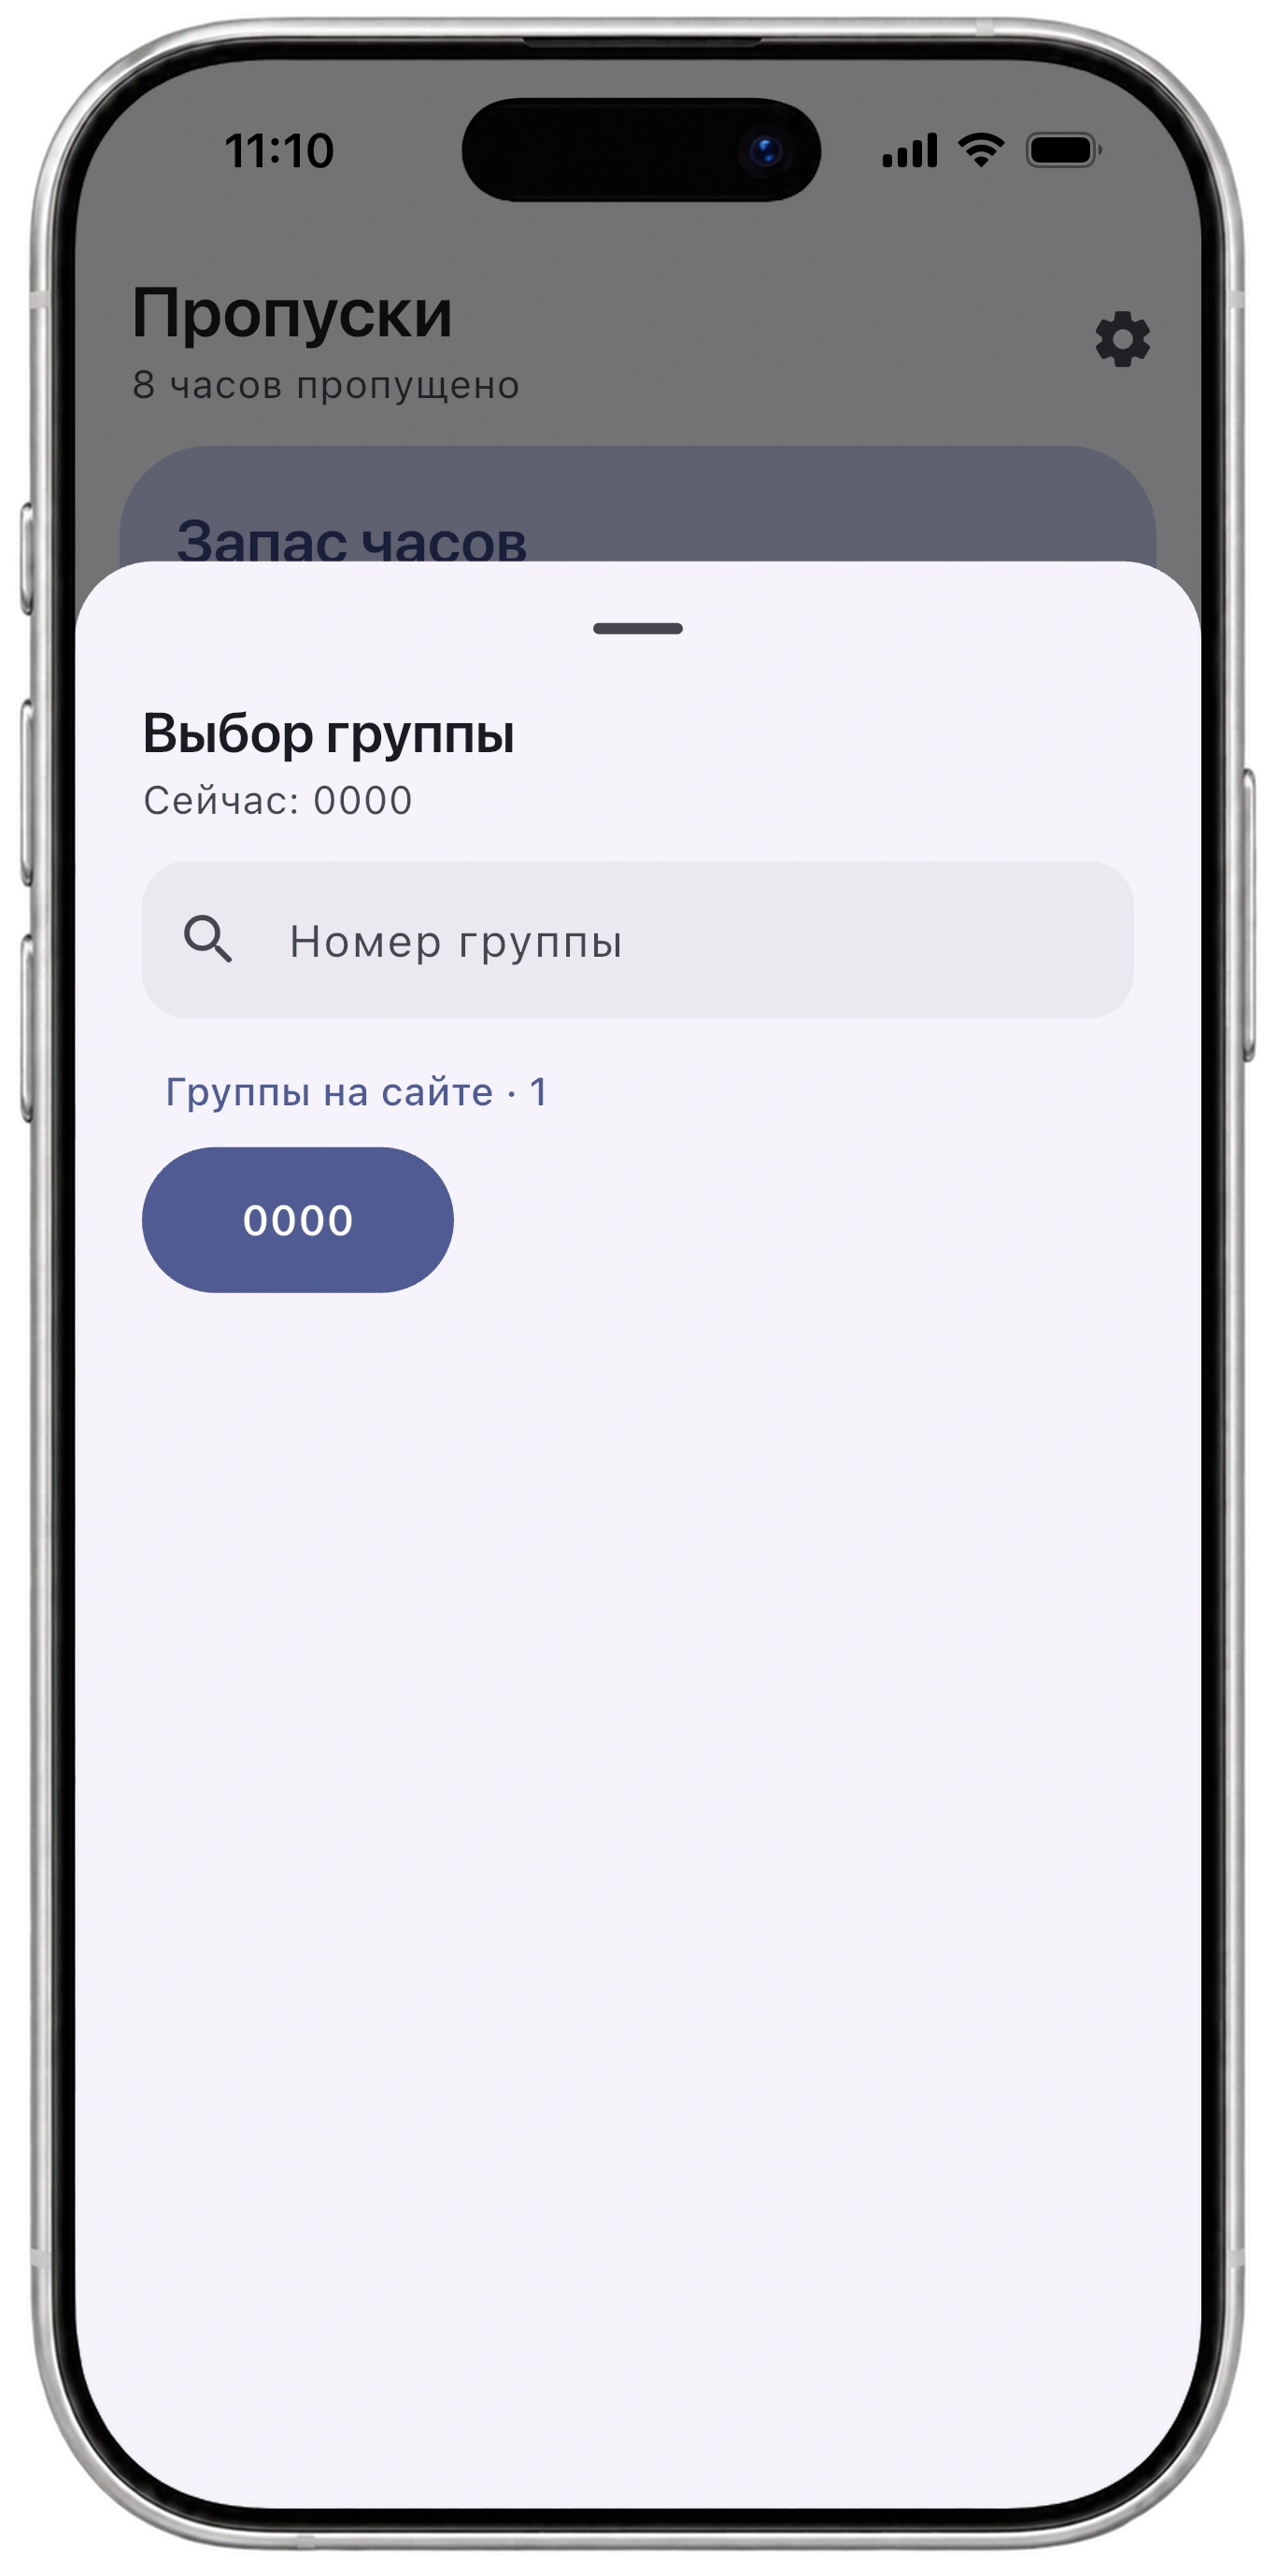 11:10
Пропуски
8 часов пропущено
Запас часов
Выбор группы
Сейчас: 0000
Номер группы
Группы на сайте · 1
0000